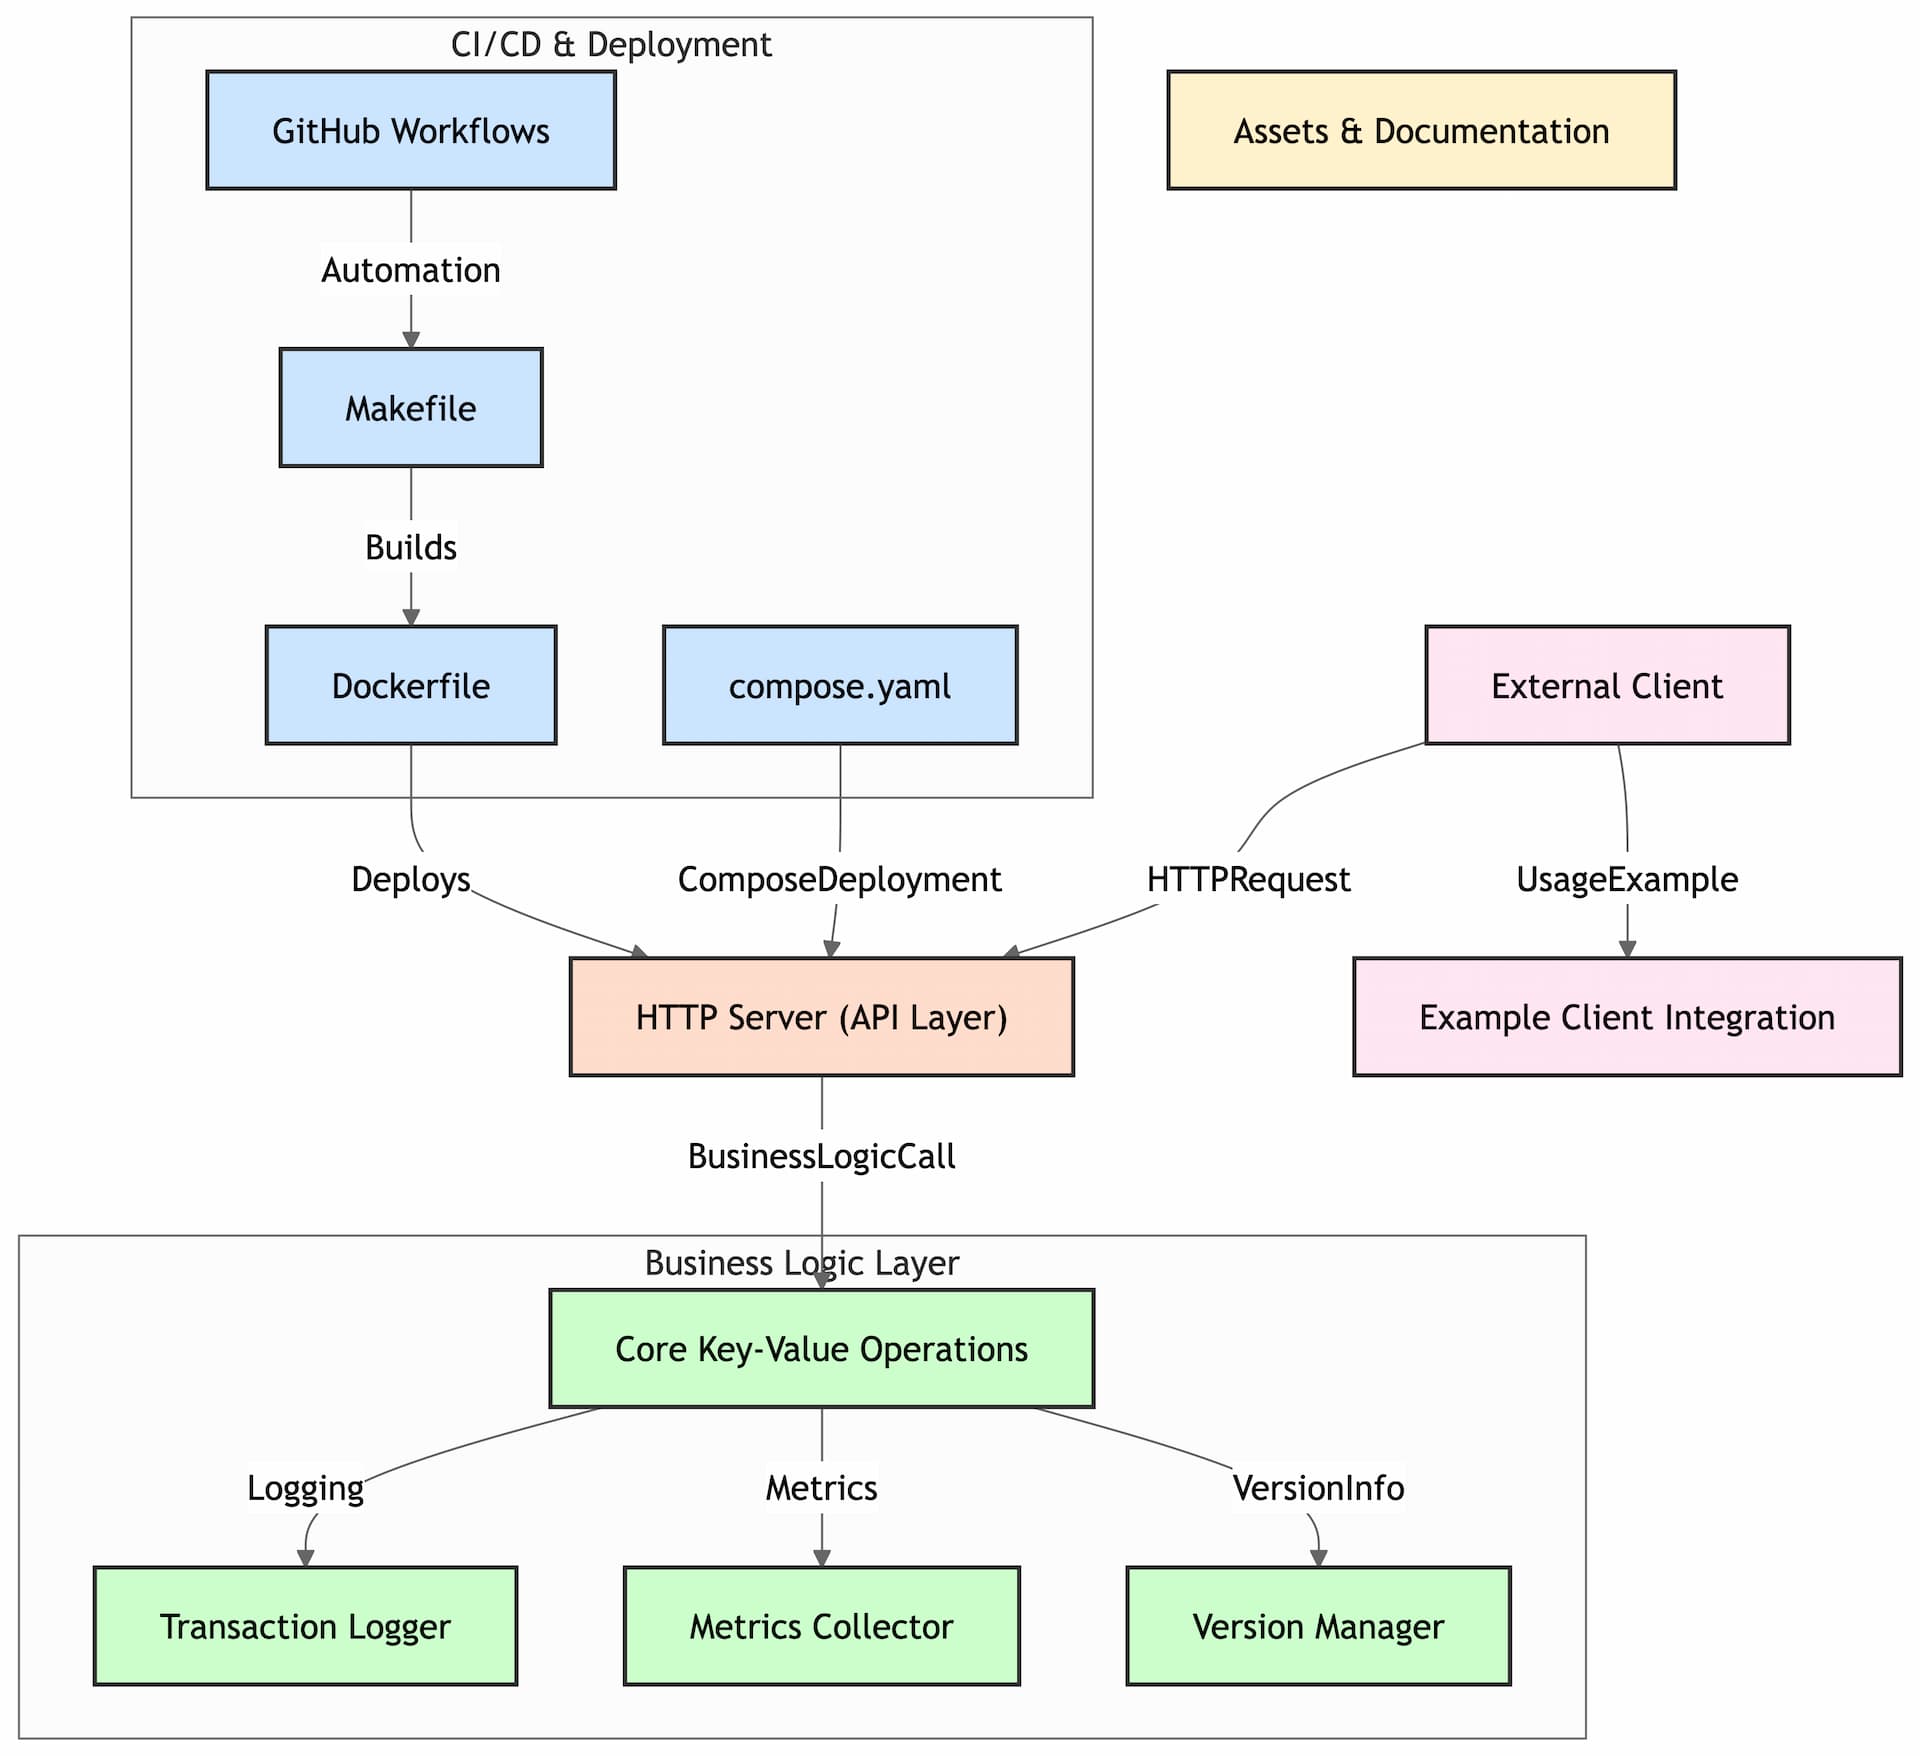 CI/CD & Deployment
GitHub Workflows
Assets & Documentation
Automation
Makefile
Builds
Dockerfile
compose.yaml
External Client
Deploys
ComposeDeployment
HTTPRequest
UsageExample
HTTP Server (API Layer)
Example Client Integration
BusinessLogicCall
Business Logic Layer
Core Key-Value Operations
Logging
Metrics
VersionInfo
Transaction Logger
Metrics Collector
Version Manager